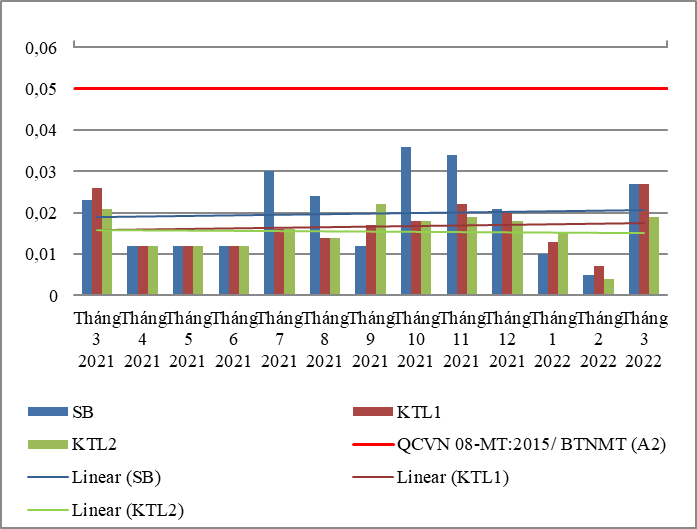 0,06
0,05
0,04
0,03
0,02
0,01
0
Tháng Tháng Tháng Tháng Tháng Tháng Tháng Tháng Tháng Tháng Tháng Tháng Tháng
3 4 5 6 7 8 9 10 11 12 1 2 3
2021 2021 2021 2021 2021 2021 2021 2021 2021 2021 2022 2022 2022
SB KTL1
KTL2 QCVN 08-MT:2015/ BTNMT (A2)
Linear (SB) Linear (KTL1)
Linear (KTL2)